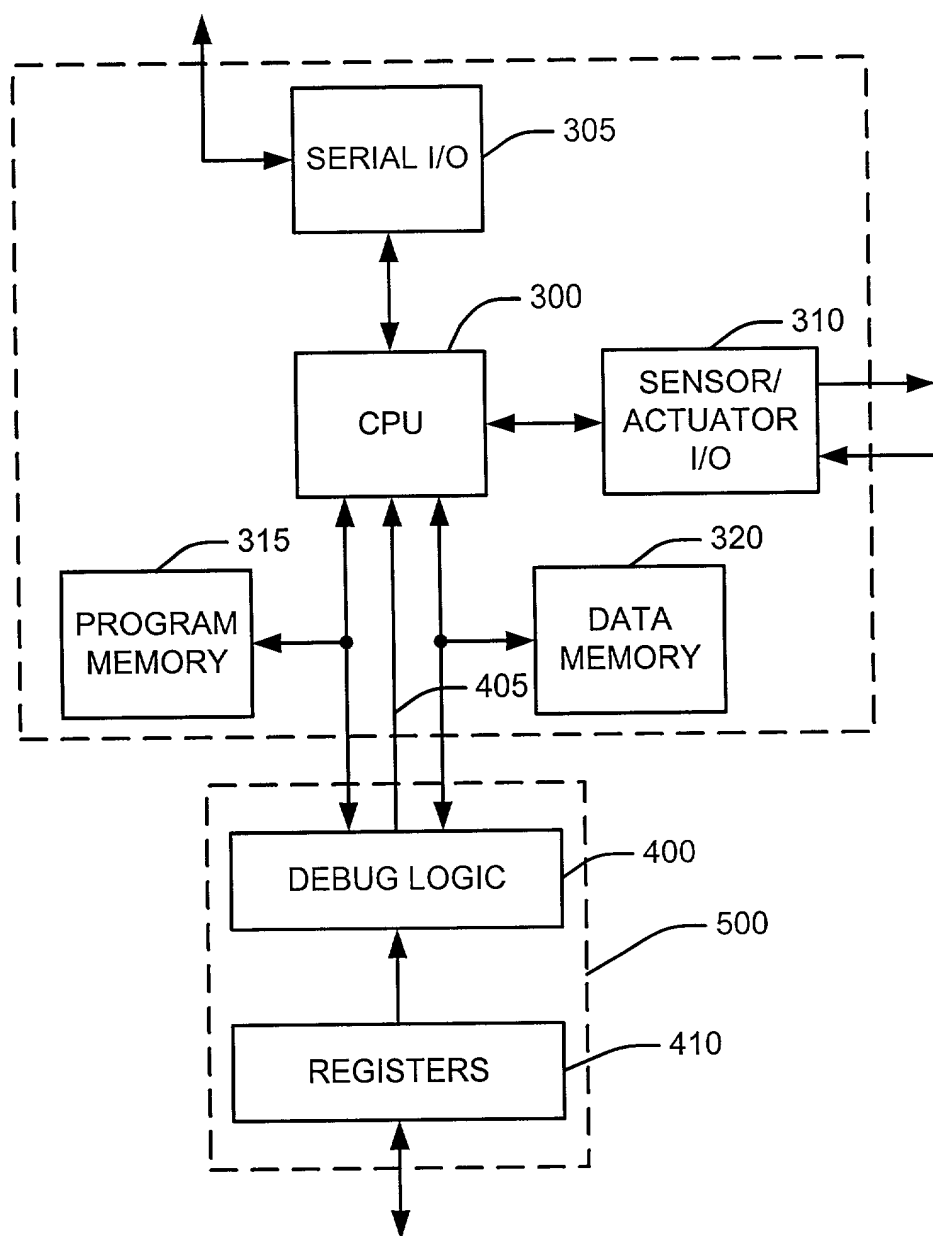 SERIAL I/O
305
300
CPU
310
SENSOR/
ACTUATOR
I/O
315
PROGRAM
MEMORY
320
DATA
MEMORY
405
DEBUG LOGIC
400
500
REGISTERS
410